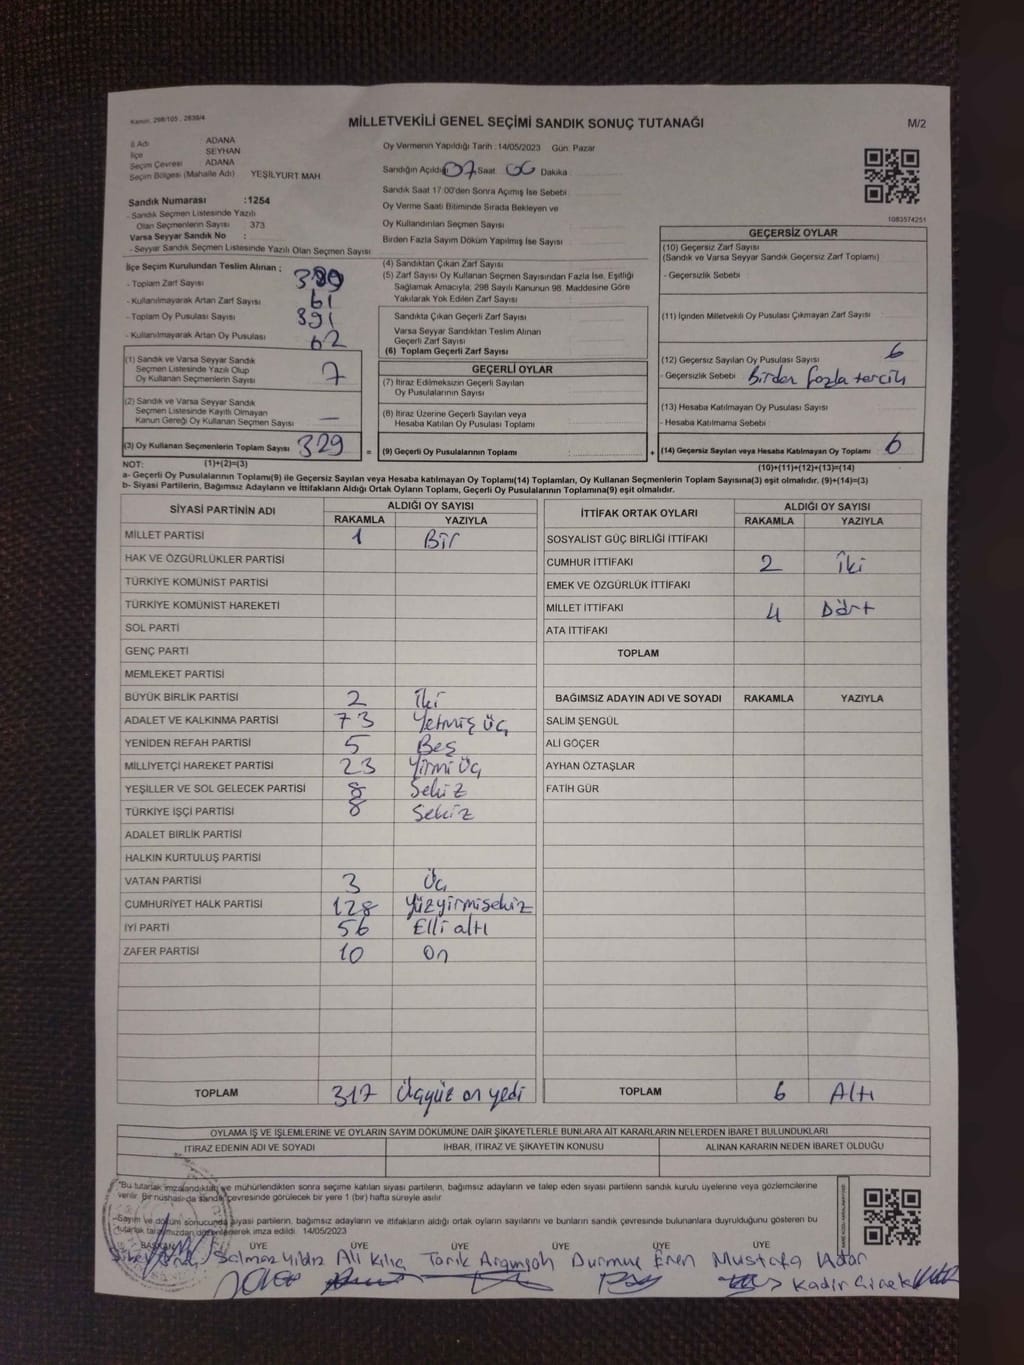 Kanun: 298/105 , 2839/4
MİLLETVEKİLİ GENEL SEÇİMİ SANDIK SONUÇ TUTANAĞI
M/2
İl Adı ADANA
İlçe SEYHAN
Seçim Çevresi ADANA
Seçim Bölgesi (Mahalle Adı) YEŞİLYURT MAH
Sandık Numarası :1254
- Sandık Seçmen Listesinde Yazılı
Olan Seçmenlerin Sayısı 373
Varsa Seyyar Sandık No :
- Seyyar Sandık Seçmen Listesinde Yazılı Olan Seçmen Sayısı
Oy Vermenin Yapıldığı Tarih :14/05/2023 Gün: Pazar
Sandığın Açıldığı 07 Saat 00 Dakika
Sandık Saat 17:00'den Sonra Açılmış İse Sebebi
Oy Verme Saati Bitiminde Sırada Bekleyen ve
Oy Kullandırılan Seçmen Sayısı
Birden Fazla Sayım Döküm Yapılmış İse Sayısı
1083574251
İlçe Seçim Kurulundan Teslim Alınan ;
- Toplam Zarf Sayısı
- Kullanılmayarak Artan Zarf Sayısı 61
- Toplam Oy Pusulası Sayısı 391
- Kullanılmayarak Artan Oy Pusulası 62
(1) Sandık ve Varsa Seyyar Sandık
Seçmen Listesinde Yazılı Olup
Oy Kullanan Seçmenlerin Sayısı 7
(2) Sandık ve Varsa Seyyar Sandık
Seçmen Listesinde Kayıtlı Olmayan
Kanun Gereği Oy Kullanan Seçmen Sayısı —
(3) Oy Kullanan Seçmenlerin Toplam Sayısı 329
(4) Sandıktan Çıkan Zarf Sayısı
(5) Zarf Sayısı Oy Kullanan Seçmen Sayısından Fazla İse, Eşitliği
Sağlamak Amacıyla, 298 Sayılı Kanunun 98. Maddesine Göre
Yakılarak Yok Edilen Zarf Sayısı
Sandıkta Çıkan Geçerli Zarf Sayısı
Varsa Seyyar Sandıktan Teslim Alınan
Geçerli Zarf Sayısı
(6) Toplam Geçerli Zarf Sayısı
GEÇERLİ OYLAR
(7) İtiraz Edilmeksizin Geçerli Sayılan
Oy Pusulalarının Sayısı
(8) İtiraz Üzerine Geçerli Sayılan veya
Hesaba Katılan Oy Pusulası Toplamı
= (9) Geçerli Oy Pusulalarının Toplamı
GEÇERSİZ OYLAR
(10) Geçersiz Zarf Sayısı
(Sandık ve Varsa Seyyar Sandık Geçersiz Zarf Toplamı)
- Geçersizlik Sebebi
(11) İçinden Milletvekili Oy Pusulası Çıkmayan Zarf Sayısı
(12) Geçersiz Sayılan Oy Pusulası Sayısı 6
- Geçersizlik Sebebi Birden fazla tercih
(13) Hesaba Katılmayan Oy Pusulası Sayısı
- Hesaba Katılmama Sebebi
+ (14) Geçersiz Sayılan veya Hesaba Katılmayan Oy Toplamı 6
NOT: (1)+(2)=(3)
(10)+(11)+(12)+(13)=(14)
a- Geçerli Oy Pusulalarının Toplamı(9) ile Geçersiz Sayılan veya Hesaba katılmayan Oy Toplamı(14) Toplamları, Oy Kullanan Seçmenlerin Toplam Sayısına(3) eşit olmalıdır. (9)+(14)=(3)
b- Siyasi Partilerin, Bağımsız Adayların ve İttifakların Aldığı Oy Ortak Oyların Toplamı, Geçerli Oy Pusulalarının Toplamına(9) eşit olmalıdır.
SİYASİ PARTİNİN ADI ALDIĞI OY SAYISI
RAKAMLA YAZIYLA
MİLLET PARTİSİ 1 Bir
HAK VE ÖZGÜRLÜKLER PARTİSİ
TÜRKİYE KOMÜNİST PARTİSİ
TÜRKİYE KOMÜNİST HAREKETİ
SOL PARTİ
GENÇ PARTİ
MEMLEKET PARTİSİ
BÜYÜK BİRLİK PARTİSİ 2 İki
ADALET VE KALKINMA PARTİSİ 73 Yetmiş üç
YENİDEN REFAH PARTİSİ 5 Beş
MİLLİYETÇİ HAREKET PARTİSİ 23 Yirmi üç
YEŞİLLER VE SOL GELECEK PARTİSİ 8 Sekiz
TÜRKİYE İŞÇİ PARTİSİ 8 Sekiz
ADALET BİRLİK PARTİSİ
HALKIN KURTULUŞ PARTİSİ
VATAN PARTİSİ 3 Üç
CUMHURİYET HALK PARTİSİ 128 Yüzyirmisekiz
İYİ PARTİ 56 Elli altı
ZAFER PARTİSİ 10 On
TOPLAM 317 Üçyüz on yedi
İTTİFAK ORTAK OYLARI ALDIĞI OY SAYISI
RAKAMLA YAZIYLA
SOSYALİST GÜÇ BİRLİĞİ İTTİFAKI
CUMHUR İTTİFAKI 2 İki
EMEK VE ÖZGÜRLÜK İTTİFAKI
MİLLET İTTİFAKI 4 Dört
ATA İTTİFAKI
TOPLAM
BAĞIMSIZ ADAYIN ADI VE SOYADI RAKAMLA YAZIYLA
SALİM ŞENGÜL
ALİ GÖÇER
AYHAN ÖZTAŞLAR
FATİH GÜR
TOPLAM 6 Altı
OYLAMA İŞ VE İŞLEMLERİNE VE OYLARIN SAYIM DÖKÜMÜNE DAİR ŞİKAYETLERLE BUNLARA AİT KARARLARIN NELERDEN İBARET BULUNDUKLARI
İTİRAZ EDENİN ADI VE SOYADI İHBAR, İTİRAZ VE ŞİKAYETİN KONUSU ALINAN KARARIN NEDEN İBARET OLDUĞU
"Bu tutanak imzalandıktan ve mühürlendikten sonra seçime katılan siyasi partilerin, bağımsız adayların ve talep eden siyasi partilerin sandık kurulu üyelerine veya gözlemcilerine
verilir. Bir nüshası da sandık çevresinde görülecek bir yere 1 (bir) hafta süreyle asılır
Sayım ve döküm sonucunda siyasi partilerin, bağımsız adayların ve ittifakların aldığı ortak oyların sayılarını ve bunların sandık çevresinde bulunanlara duyrulduğunu gösteren bu
tutanak tarafımızdan düzenlenerek imza edildi. 14/05/2023
BAŞKAN ÜYE ÜYE ÜYE ÜYE ÜYE ÜYE
Salmaz Yıldız Ali Kılıç Tarık Durmuş Eren Mustafa
Kadir